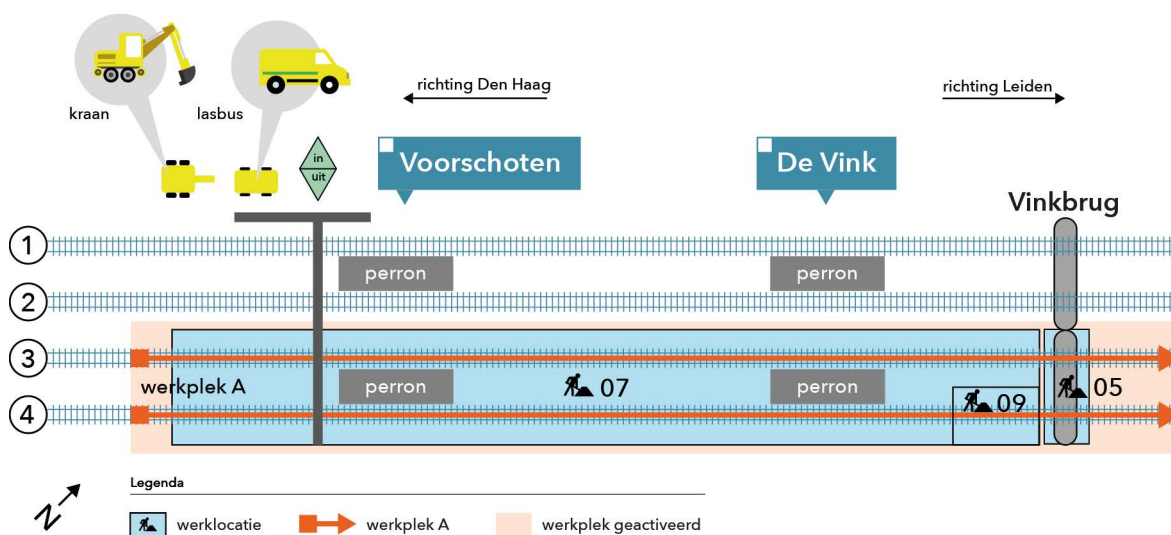 kraan
lasbus
richting Den Haag
richting Leiden
in
uit
Voorschoten
De Vink
Vinkbrug
1
perron
perron
2
3
werkplek A
perron
07
perron
05
09
4
N
Legenda
werklocatie
werkplek A
werkplek geactiveerd